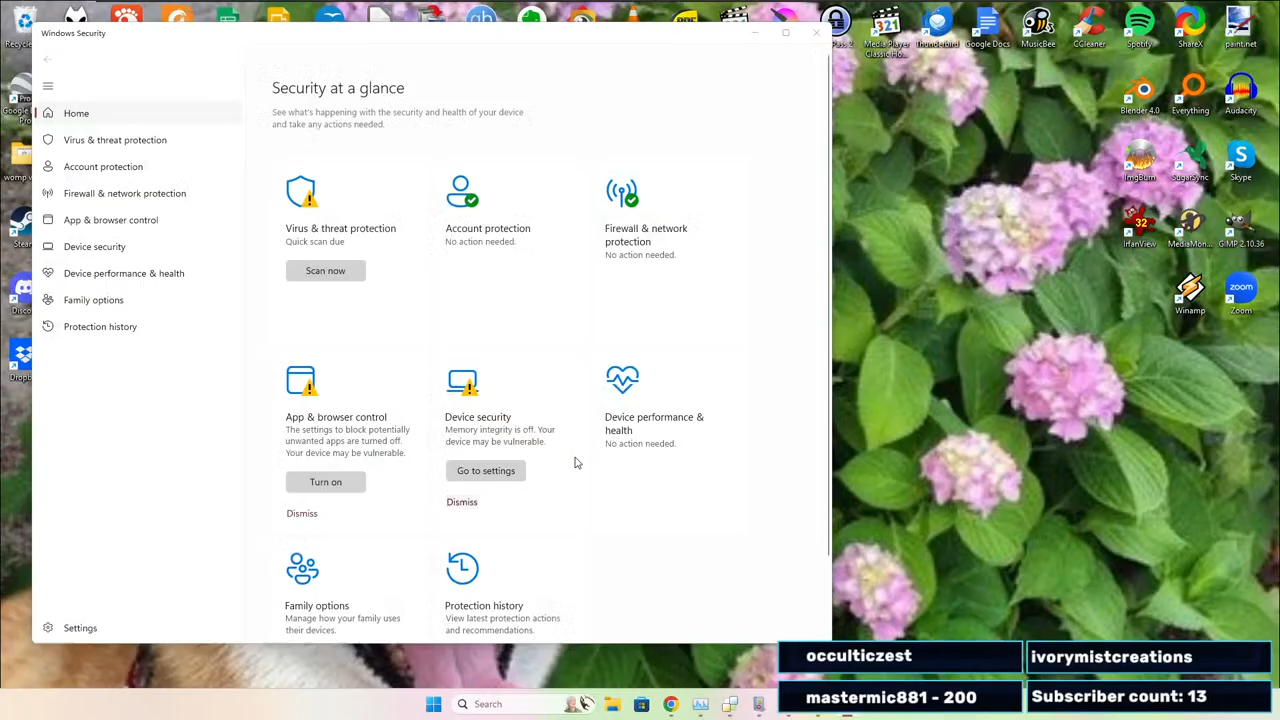 Windows Security
Home
Virus & threat protection
Account protection
Firewall & network protection
App & browser control
Device security
Device performance & health
Family options
Protection history
Settings
Security at a glance
See what's happening with the security and health of your device
and take any actions needed.
Virus & threat protection
Quick scan due
Scan now
Account protection
No action needed.
Firewall & network
protection
No action needed.
App & browser control
The settings to block potentially
unwanted apps are turned off.
Your device may be vulnerable.
Turn on
Dismiss
Device security
Memory integrity is off. Your
device may be vulnerable.
Go to settings
Dismiss
Device performance &
health
No action needed.
Family options
Manage how your family uses
their devices.
Protection history
View latest protection actions
and recommendations.
Media Player
Classic Ho...
Thunderbird
Google Docs
MusicBee
CCleaner
Spotify
ShareX
paint.net
Blender 4.0
Everything
Audacity
ImgBurn
SugarSync
Skype
IrfanView
MediaMon...
GIMP 2.10.36
Winamp
zoom
Zoom
Search
occulticzest
ivorymistcreations
mastermic881 - 200
Subscriber count: 13